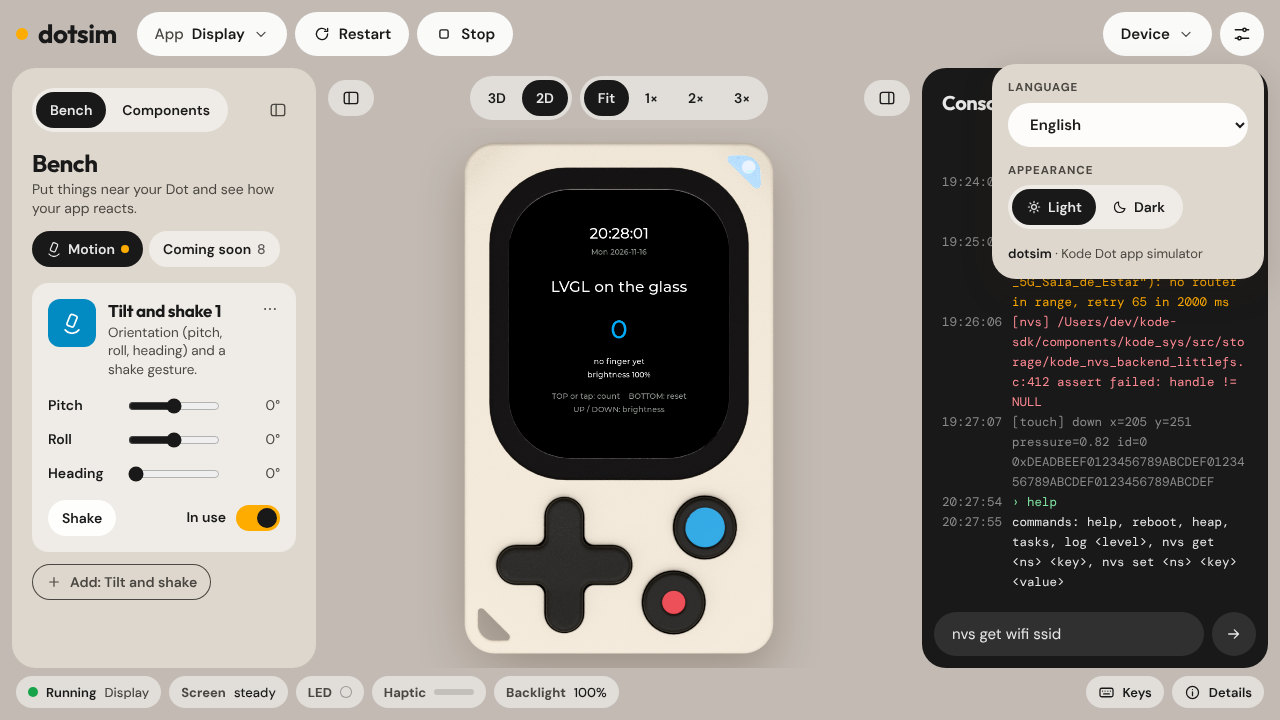 dotsim
App Display
Restart
Stop
Device
Bench
Components
Bench
Put things near your Dot and see how
your app reacts.
Motion
Coming soon 8
Tilt and shake 1
Orientation (pitch,
roll, heading) and a
shake gesture.
Pitch
0°
Roll
0°
Heading
0°
Shake
In use
Add: Tilt and shake
3D
2D
Fit
1×
2×
3×
20:28:01
Mon 2026-11-16
LVGL on the glass
0
no finger yet
brightness 100%
TOP or tap: count BOTTOM: reset
UP / DOWN: brightness
LANGUAGE
English
APPEARANCE
Light
Dark
dotsim · Kode Dot app simulator
_5G_Sala_de_Estar"): no router
in range, retry 65 in 2000 ms
19:26:06 [nvs] /Users/dev/kode-
sdk/components/kode_sys/src/sto
rage/kode_nvs_backend_littlefs.
c:412 assert failed: handle !=
NULL
19:27:07 [touch] down x=205 y=251
pressure=0.82 id=0
0xDEADBEEF0123456789ABCDEF01234
56789ABCDEF0123456789ABCDEF
20:27:54 › help
20:27:55 commands: help, reboot, heap,
tasks, log <level>, nvs get
<ns> <key>, nvs set <ns> <key>
<value>
nvs get wifi ssid
Running Display
Screen steady
LED
Haptic
Backlight 100%
Keys
Details